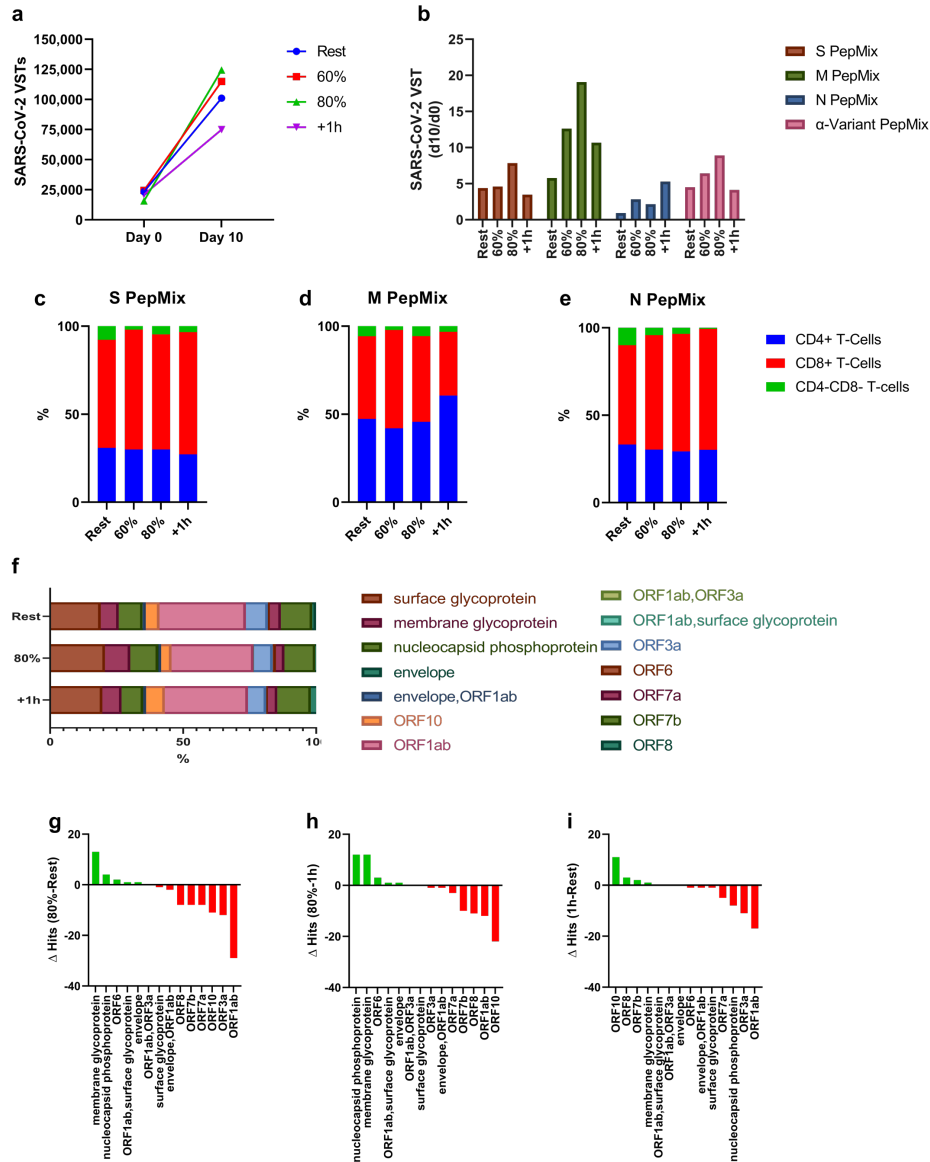 a
SARS-CoV-2 VSTs
150,000
125,000
100,000
75,000
50,000
25,000
0
Day 0
Day 10
Rest
60%
80%
+1h
b
SARS-CoV-2 VST
(d10/d0)
25
20
15
10
5
0
Rest
60%
80%
+1h
Rest
60%
80%
+1h
Rest
60%
80%
+1h
Rest
60%
80%
+1h
S PepMix
M PepMix
N PepMix
α-Variant PepMix
c
S PepMix
%
100
50
0
Rest
60%
80%
+1h
d
M PepMix
%
100
50
0
Rest
60%
80%
+1h
e
N PepMix
%
100
50
0
Rest
60%
80%
+1h
CD4+ T-Cells
CD8+ T-Cells
CD4-CD8- T-cells
f
Rest
80%
+1h
0
50
10
%
surface glycoprotein
membrane glycoprotein
nucleocapsid phosphoprotein
envelope
envelope,ORF1ab
ORF10
ORF1ab
ORF1ab,ORF3a
ORF1ab,surface glycoprotein
ORF3a
ORF6
ORF7a
ORF7b
ORF8
g
Δ Hits (80%-Rest)
20
0
-20
-40
membrane glycoprotein
nucleocapsid phosphoprotein
ORF6
ORF1ab,surface glycoprotein
envelope
ORF1ab,ORF3a
surface glycoprotein
envelope,ORF1ab
ORF8
ORF7b
ORF7a
ORF10
ORF3a
ORF1ab
h
Δ Hits (80%-1h)
20
0
-20
-40
nucleocapsid phosphoprotein
membrane glycoprotein
ORF6
ORF1ab,surface glycoprotein
envelope
ORF1ab,ORF3a
surface glycoprotein
ORF3a
envelope,ORF1ab
ORF7a
ORF7b
ORF8
ORF1ab
ORF10
i
Δ Hits (1h-Rest)
20
0
-20
-40
ORF10
ORF8
ORF7b
membrane glycoprotein
ORF1ab,surface glycoprotein
ORF1ab,ORF3a
envelope
ORF6
envelope,ORF1ab
surface glycoprotein
ORF7a
nucleocapsid phosphoprotein
ORF3a
ORF1ab